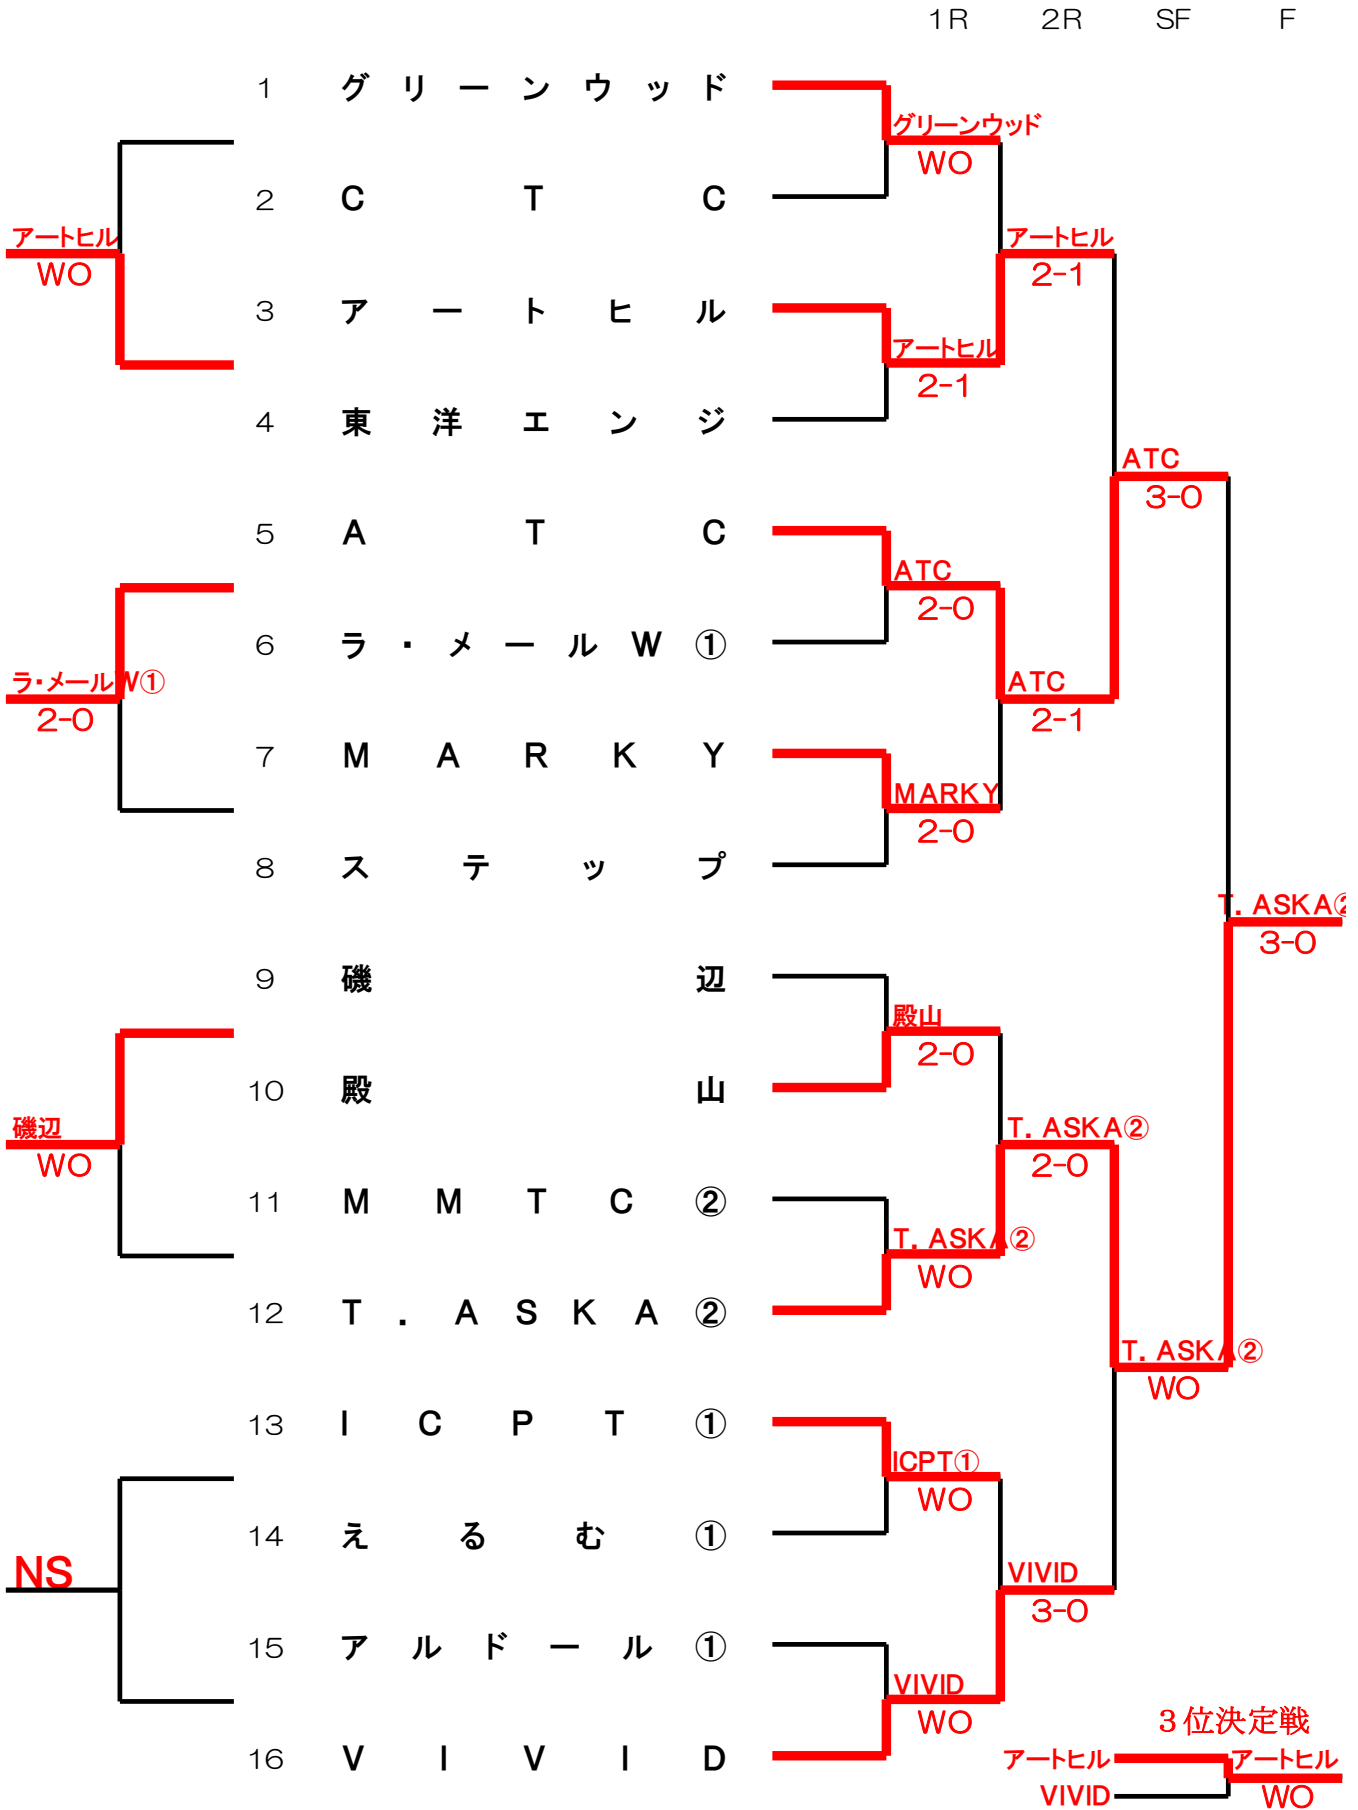 1R 2R SF F
1 グリーンウッド
グリーンウッド
WO
2 CTC
アートヒル
WO
アートヒル
2-1
3 アートヒル
アートヒル
2-1
4 東洋エンジ
ATC
3-0
5 ATC
ATC
2-0
6 ラ・メールW①
ラ・メールW①
2-0
ATC
2-1
7 MARKY
MARKY
2-0
8 ステップ
T.ASKA②
3-0
9 磯辺
殿山
2-0
10 殿山
磯辺
WO
T.ASKA②
2-0
11 MMTC②
T.ASKA②
WO
12 T.ASKA②
T.ASKA②
WO
13 ICPT①
ICPT①
WO
14 えるむ①
NS
VIVID
3-0
15 アルドール①
VIVID
WO
3位決定戦
16 VIVID
アートヒル アートヒル
VIVID WO